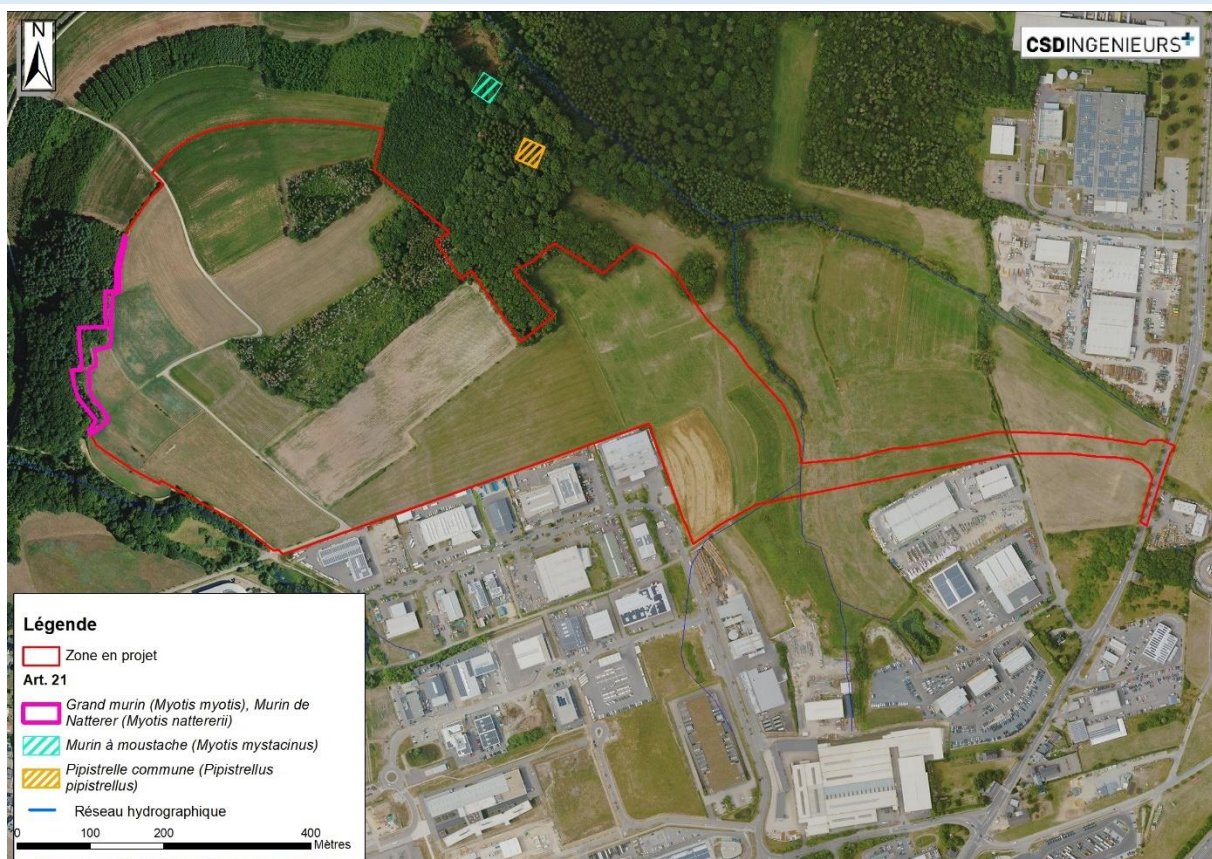 N
CSDINGENIEURS+
Légende
Zone en projet
Art. 21
Grand murin (Myotis myotis), Murin de
Natterer (Myotis nattererii)
Murin à moustache (Myotis mystacinus)
Pipistrelle commune (Pipistrellus
pipistrellus)
Réseau hydrographique
0 100 200 400
Mètres